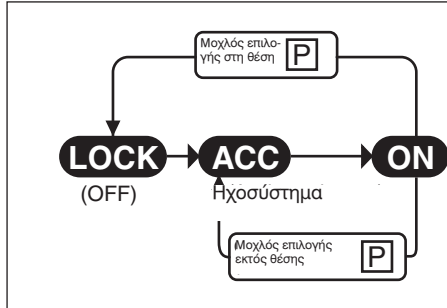 Μοχλός επιλο-
γής στη θέση P
LOCK ACC ON
(OFF) Ηχοσύστημα
Μοχλός επιλογής
εκτός θέσης P